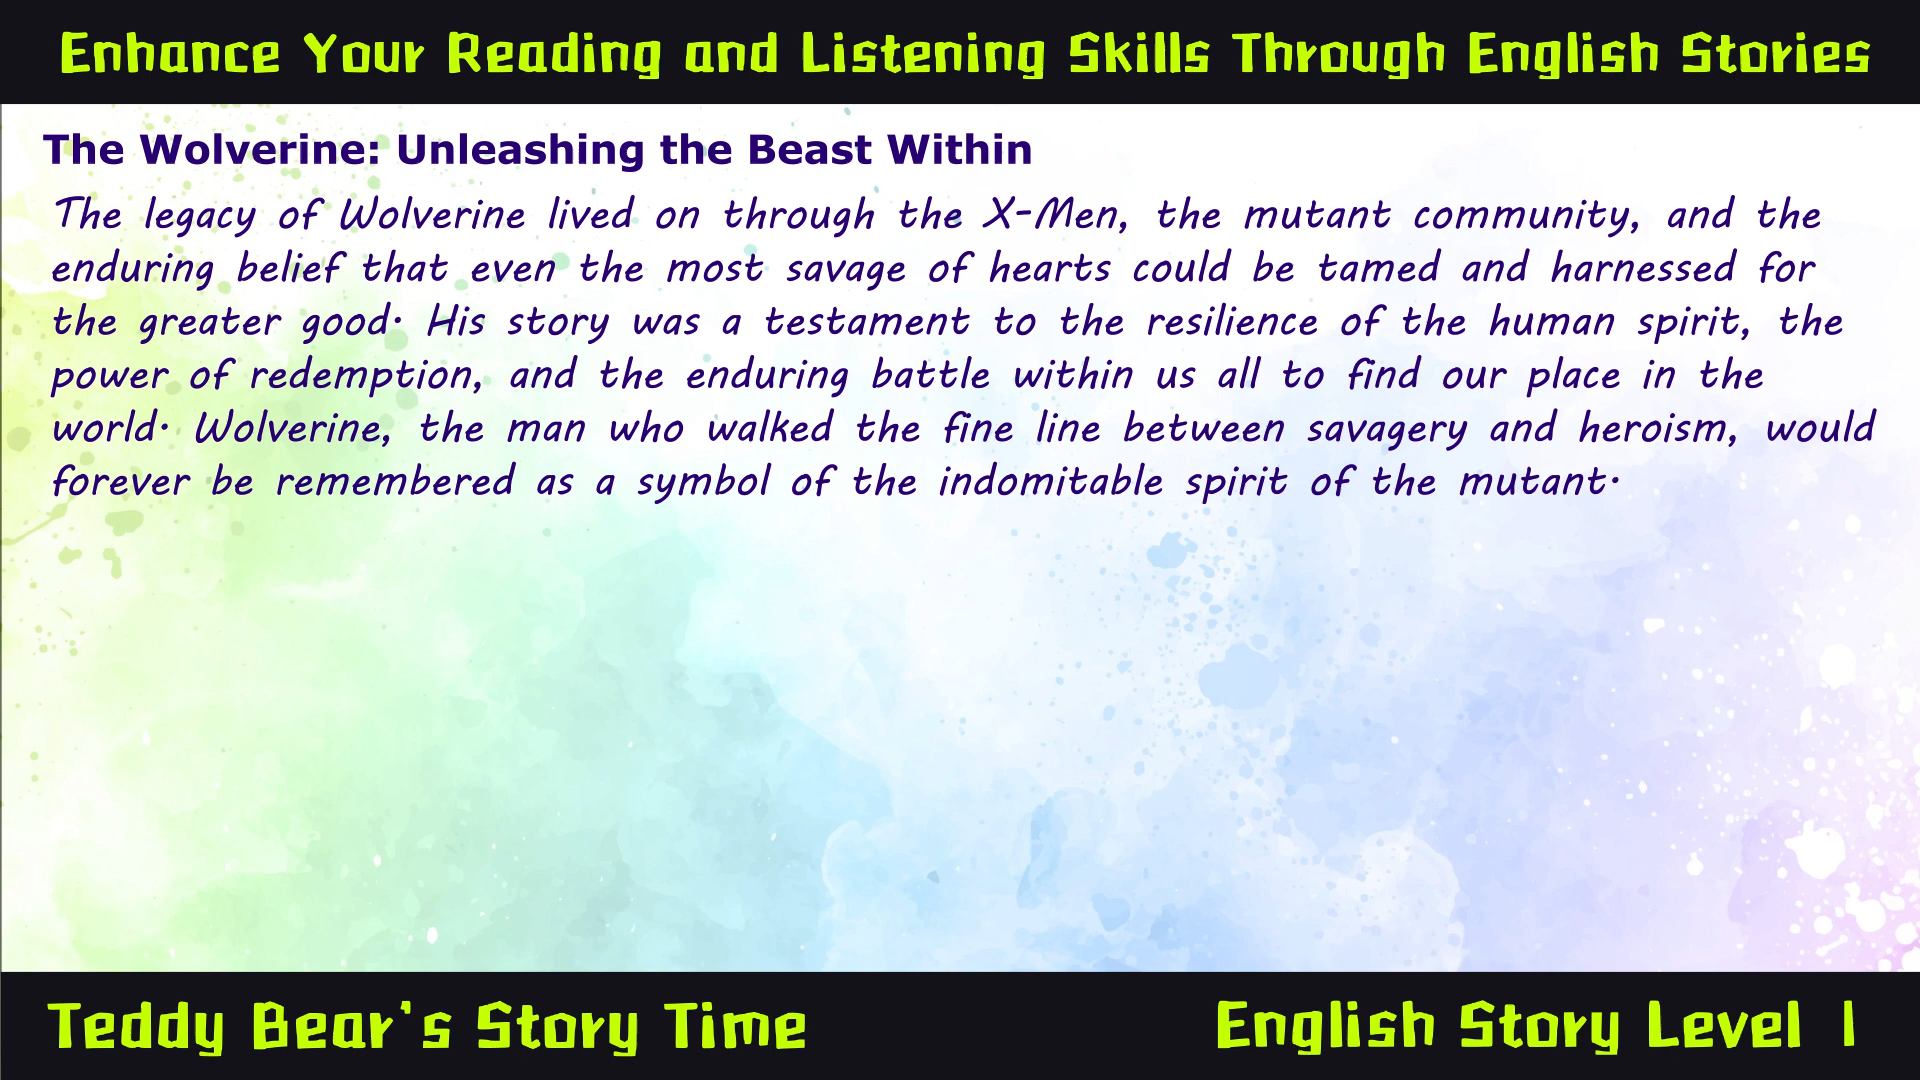 Enhance Your Reading and Listening Skills Through English Stories
The Wolverine: Unleashing the Beast Within
The legacy of Wolverine lived on through the X-Men, the mutant community, and the
enduring belief that even the most savage of hearts could be tamed and harnessed for
the greater good. His story was a testament to the resilience of the human spirit, the
power of redemption, and the enduring battle within us all to find our place in the
world. Wolverine, the man who walked the fine line between savagery and heroism, would
forever be remembered as a symbol of the indomitable spirit of the mutant.
Teddy Bear's Story Time
English Story Level 1